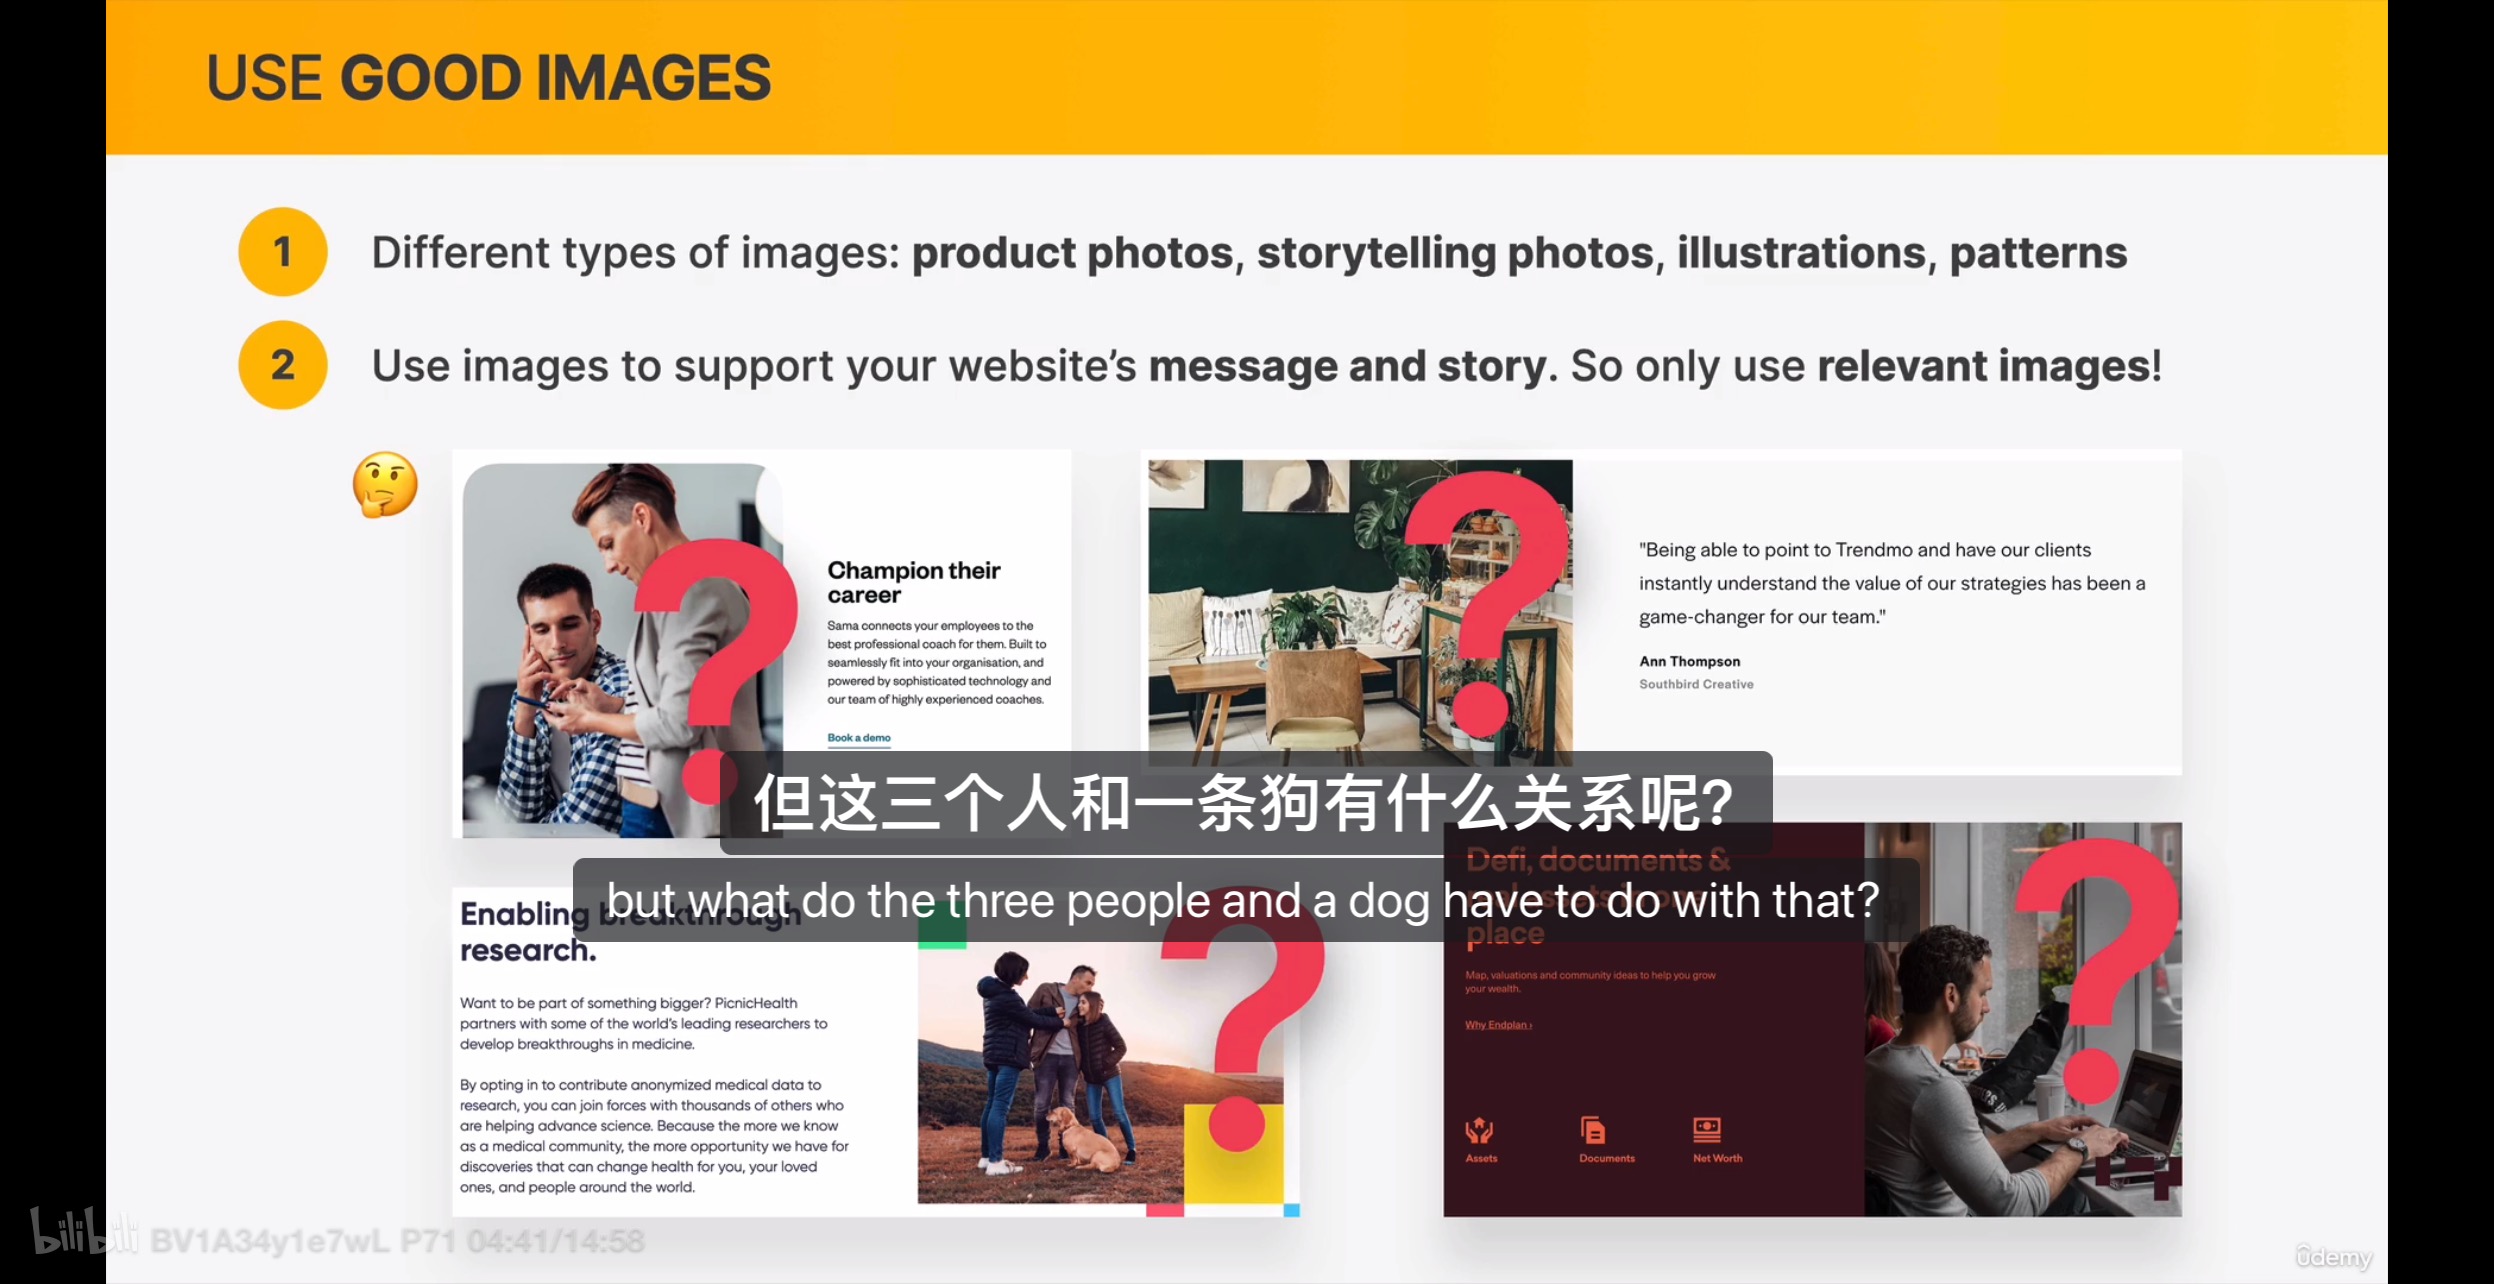 USE GOOD IMAGES
1
Different types of images: product photos, storytelling photos, illustrations, patterns
2
Use images to support your website's message and story. So only use relevant images!
Champion their
career
Sama connects your employees to the
best professional coach for them. Built to
seamlessly fit into your organisation, and
powered by sophisticated technology and
our team of highly experienced coaches.
Book a demo
?
"Being able to point to Trendmo and have our clients
instantly understand the value of our strategies has been a
game-changer for our team."
Ann Thompson
Southbird Creative
?
但这三个人和一条狗有什么关系呢?
but what do the three people and a dog have to do with that?
Enabling breakthrough
research.
Want to be part of something bigger? PicnicHealth
partners with some of the world's leading researchers to
develop breakthroughs in medicine.
By opting in to contribute anonymized medical data to
research, you can join forces with thousands of others who
are helping advance science. Because the more we know
as a medical community, the more opportunity we have for
discoveries that can change health for you, your loved
ones, and people around the world.
?
Defi, documents &
assets in one
place
Map, valuations and community ideas to help you grow
your wealth.
Why Endplan ›
Assets
Documents
Net Worth
?
bilibili BV1A34y1e7wL P71 04:41/14:58
ûdemy